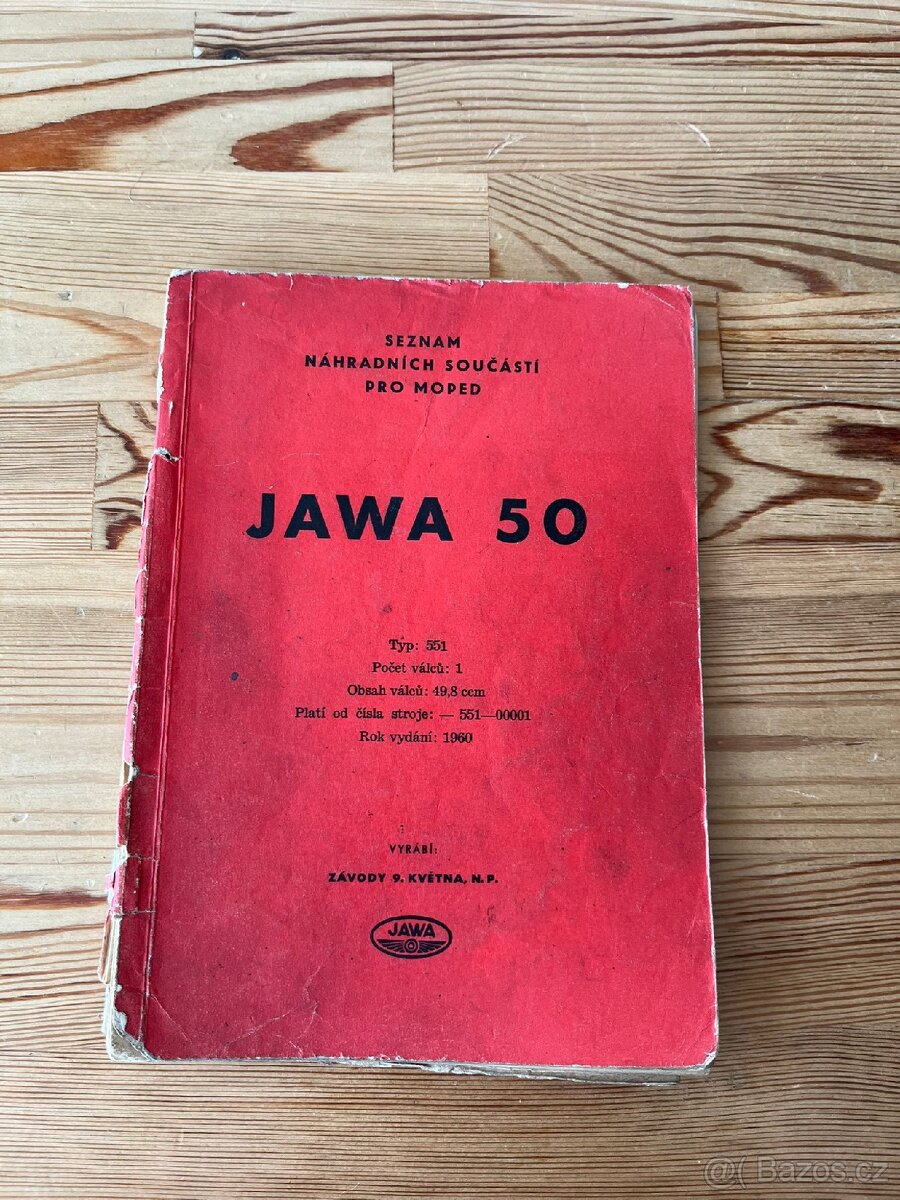 SEZNAM
NÁHRADNÍCH SOUČÁSTÍ
PRO MOPED
JAWA 50
Typ: 551
Počet válců: 1
Obsah válců: 49,8 ccm
Platí od čísla stroje: — 551—00001
Rok vydání: 1960
VYRÁBÍ:
ZÁVODY 9. KVĚTNA, N. P.
JAWA
@( Bazos.cz